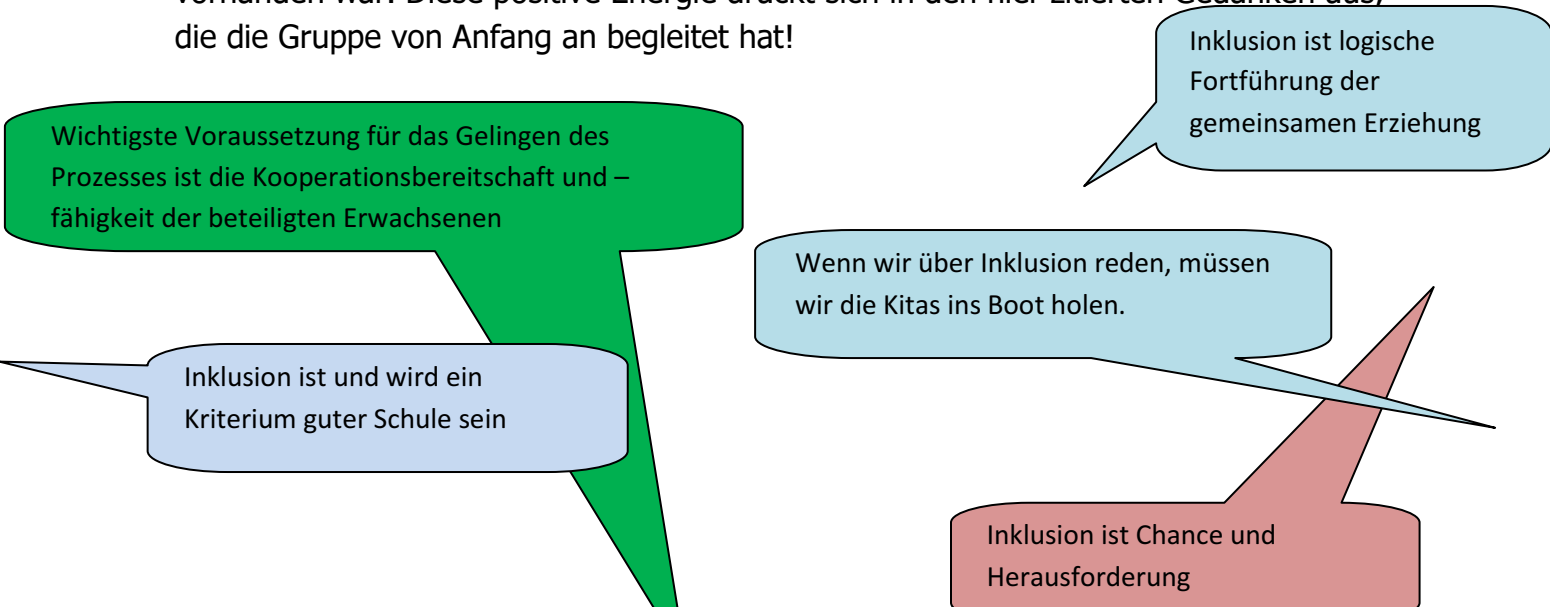 vorhanden war. Diese positive Energie drückt sich in den hier zitierten Gedanken aus,
die die Gruppe von Anfang an begleitet hat!
Inklusion ist logische
Fortführung der
gemeinsamen Erziehung
Wichtigste Voraussetzung für das Gelingen des
Prozesses ist die Kooperationsbereitschaft und –
fähigkeit der beteiligten Erwachsenen
Wenn wir über Inklusion reden, müssen
wir die Kitas ins Boot holen.
Inklusion ist und wird ein
Kriterium guter Schule sein
Inklusion ist Chance und
Herausforderung